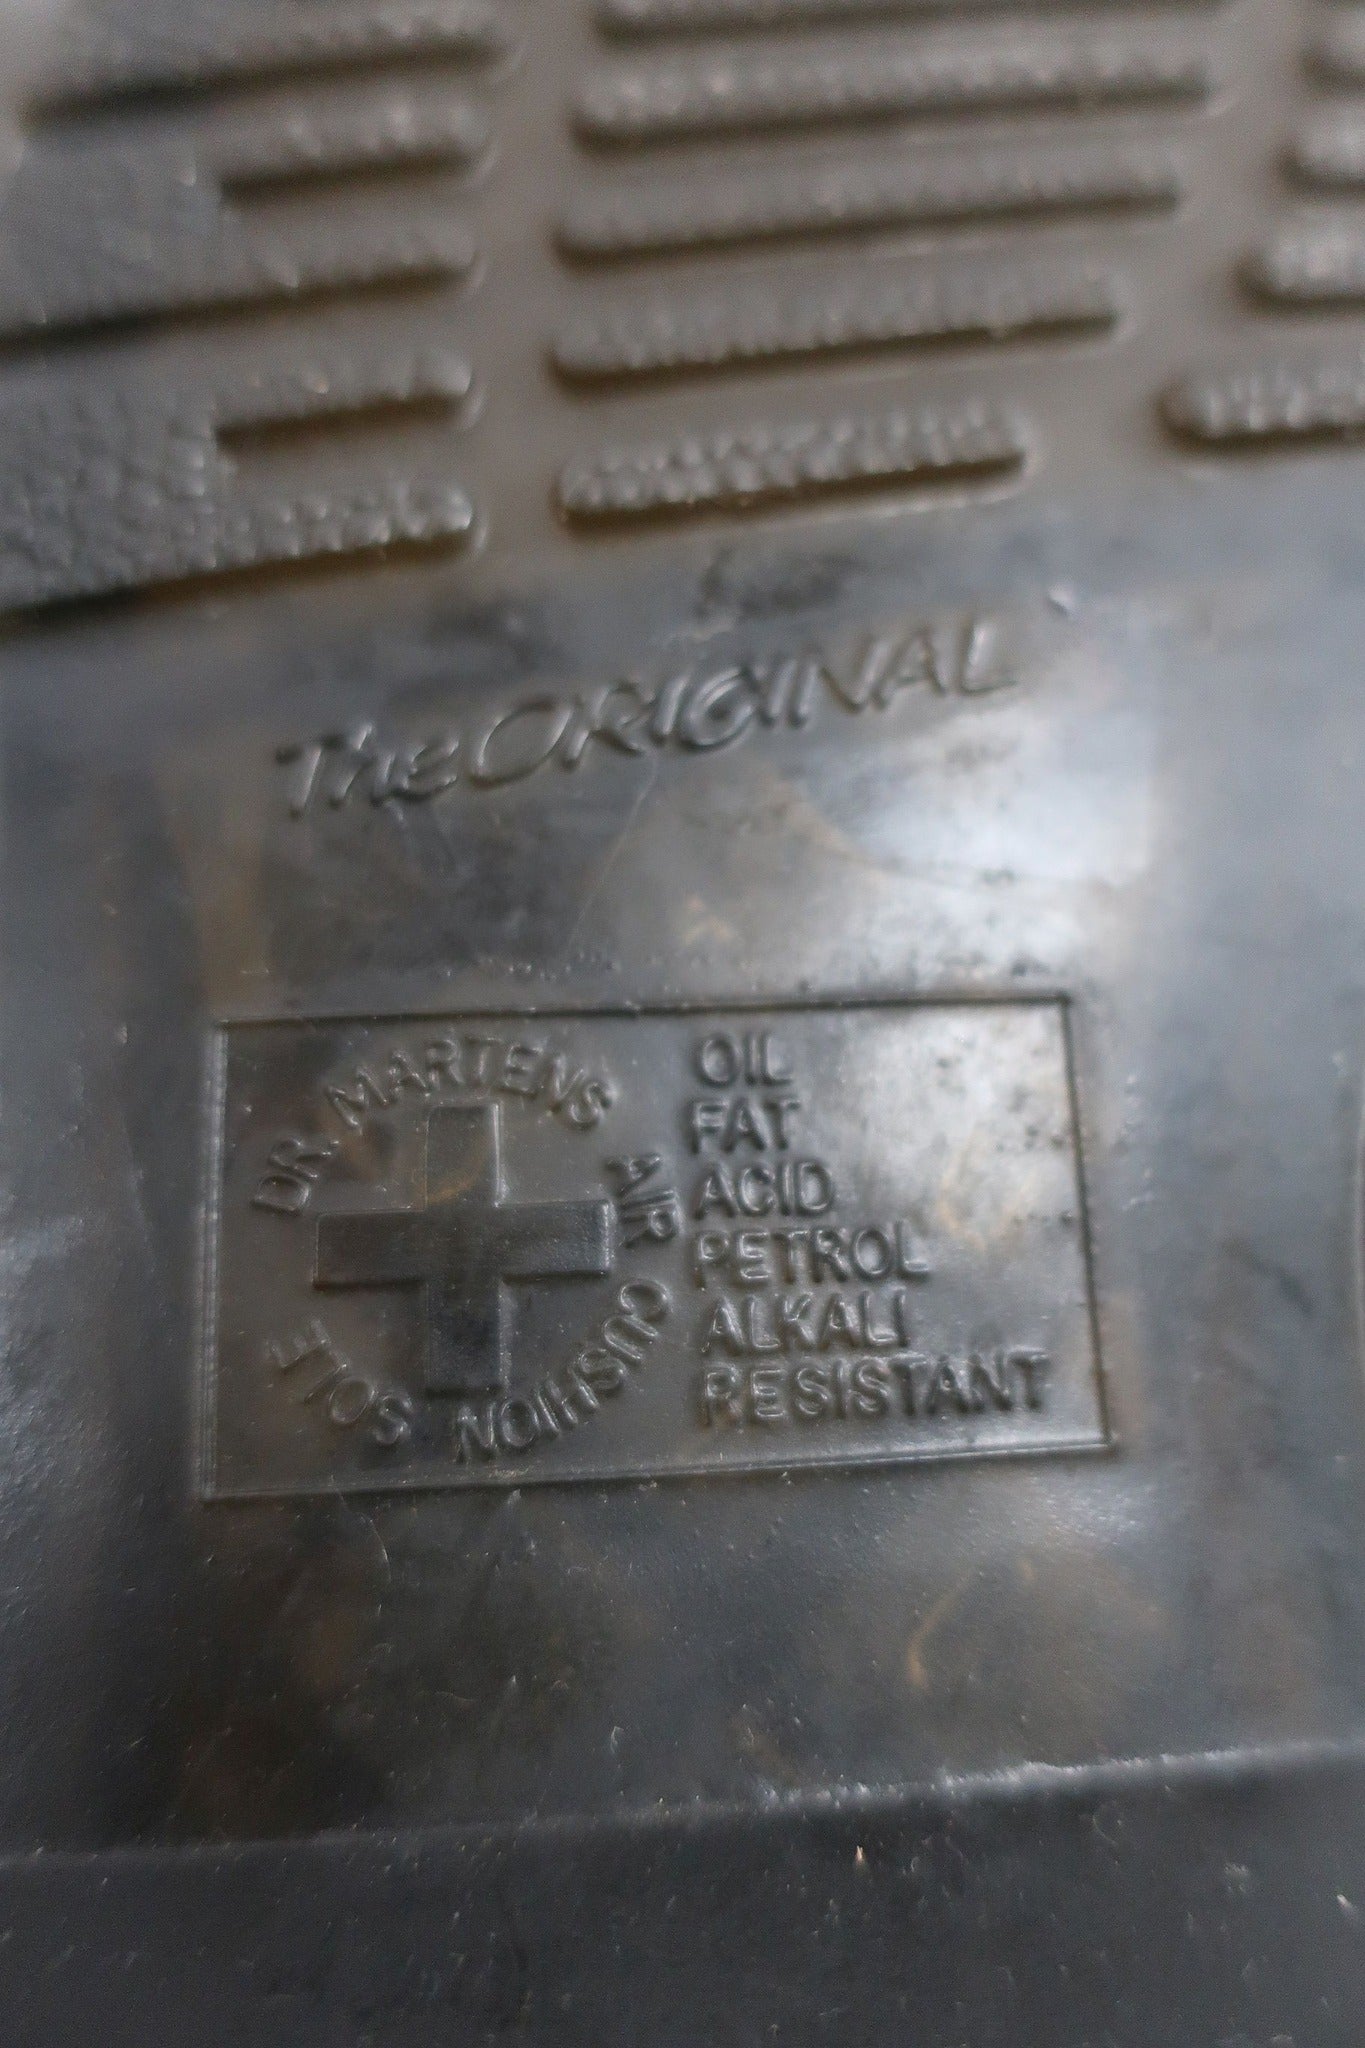 The ORIGINAL
DR. MARTENS AIR CUSHION SOLE
OIL
FAT
ACID
PETROL
ALKALI
RESISTANT